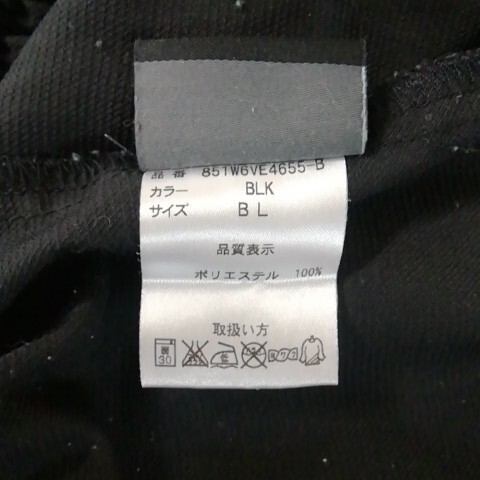 品番 851W6VE4655-B
カラー BLK
サイズ BL
品質表示
ポリエステル 100%
取扱い方
30